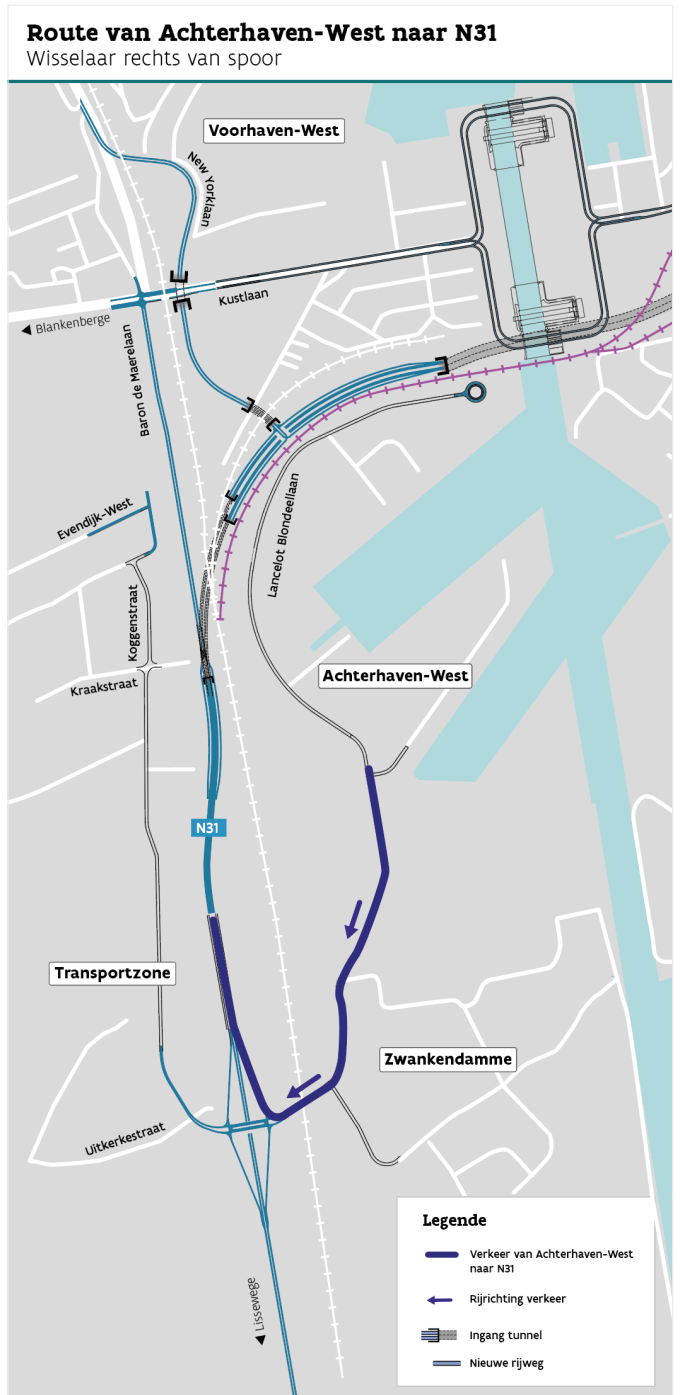 Route van Achterhaven-West naar N31
Wisselaar rechts van spoor
Voorhaven-West
New Yorklaan
Kustlaan
◄ Blankenberge
Baron de Maerelaan
Evendijk-West
Lancelot Blondeellaan
Koggenstraat
Kraakstraat
Achterhaven-West
N31
Transportzone
Zwankendamme
Uitkerkestraat
◄ Lissewege
Legende
Verkeer van Achterhaven-West
naar N31
Rijrichting verkeer
Ingang tunnel
Nieuwe rijweg